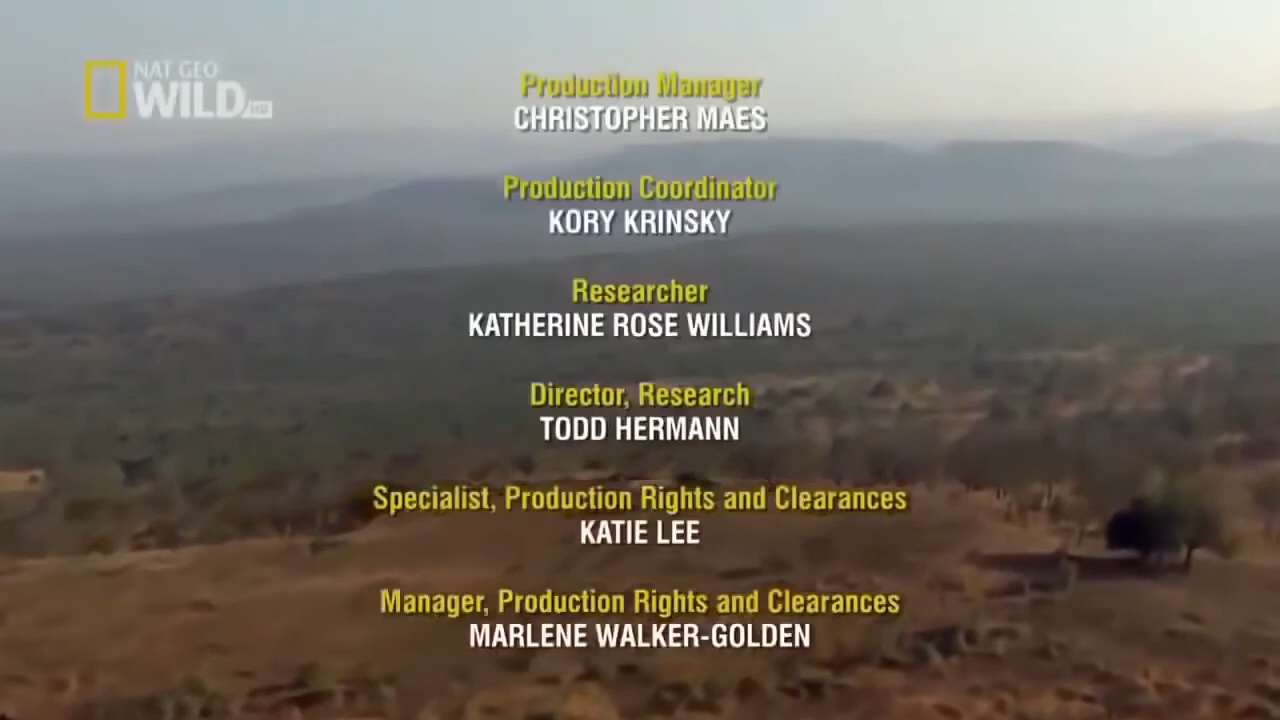 NAT GEO
WILD HD
Production Manager
CHRISTOPHER MAES
Production Coordinator
KORY KRINSKY
Researcher
KATHERINE ROSE WILLIAMS
Director, Research
TODD HERMANN
Specialist, Production Rights and Clearances
KATIE LEE
Manager, Production Rights and Clearances
MARLENE WALKER-GOLDEN